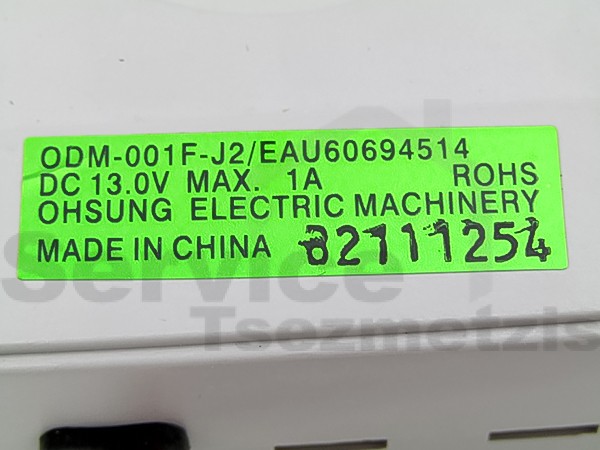 ODM-001F-J2/EAU60694514
DC 13.0V MAX. 1A ROHS
OHSUNG ELECTRIC MACHINERY
MADE IN CHINA 82111254
Service
Tsezmetzis